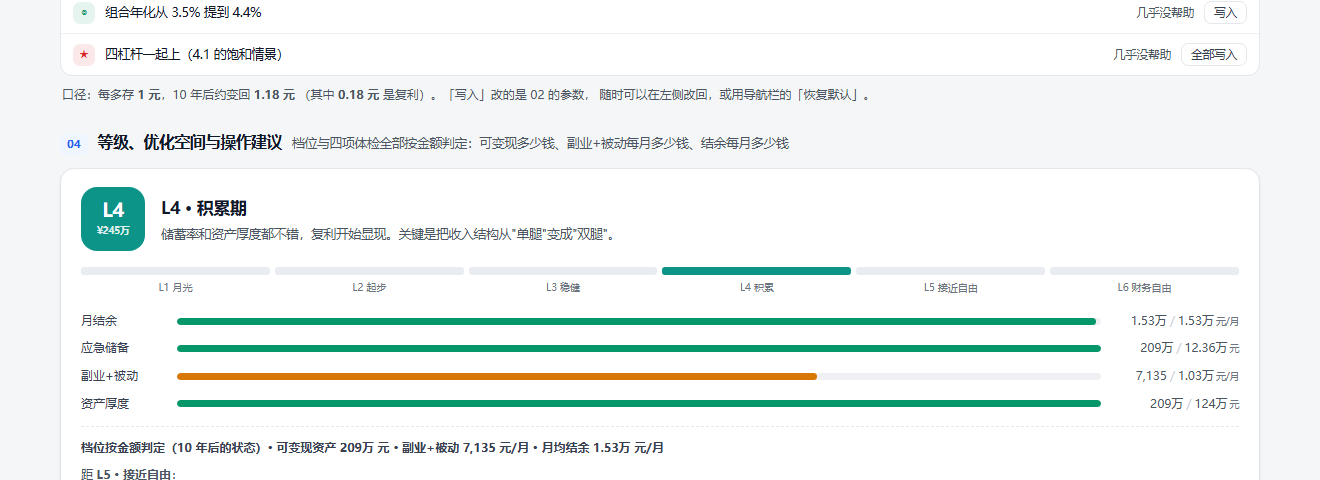 组合年化从 3.5% 提到 4.4% 几乎没帮助 写入
四杠杆一起上（4.1 的饱和情景） 几乎没帮助 全部写入
口径：每多存 1 元，10 年后约变回 1.18 元 （其中 0.18 元 是复利）。「写入」改的是 02 的参数， 随时可以在左侧改回，或用导航栏的「恢复默认」。
04 等级、优化空间与操作建议 档位与四项体检全部按金额判定：可变现多少钱、副业+被动每月多少钱、结余每月多少钱
L4 L4 · 积累期
¥245万
储蓄率和资产厚度都不错，复利开始显现。关键是把收入结构从"单腿"变成"双腿"。
L1 月光 L2 起步 L3 稳健 L4 积累 L5 接近自由 L6 财务自由
月结余 1.53万 / 1.53万 元/月
应急储备 209万 / 12.36万 元
副业+被动 7,135 / 1.03万 元/月
资产厚度 209万 / 124万 元
档位按金额判定（10 年后的状态）· 可变现资产 209万 元 · 副业+被动 7,135 元/月 · 月均结余 1.53万 元/月
距 L5 · 接近自由：